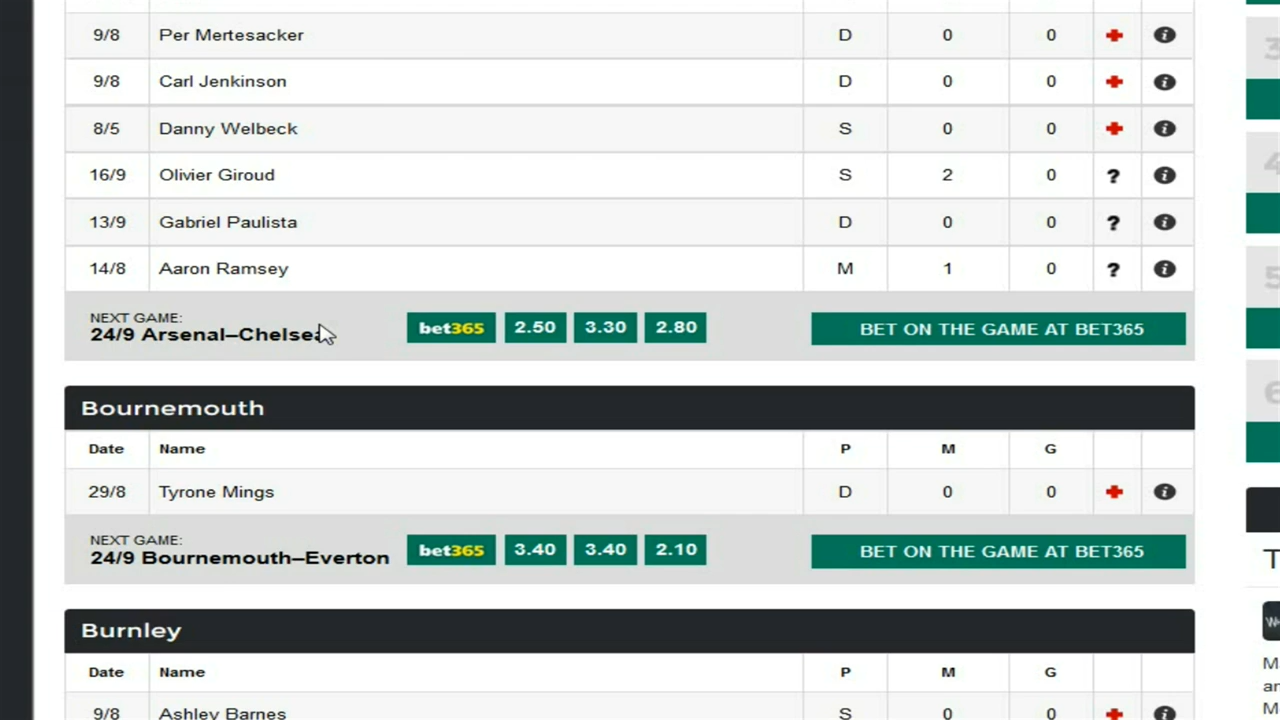 9/8 Per Mertesacker D 0 0
9/8 Carl Jenkinson D 0 0
8/5 Danny Welbeck S 0 0
16/9 Olivier Giroud S 2 0 ?
13/9 Gabriel Paulista D 0 0 ?
14/8 Aaron Ramsey M 1 0 ?
NEXT GAME:
24/9 Arsenal–Chelsea bet365 2.50 3.30 2.80 BET ON THE GAME AT BET365
Bournemouth
Date Name P M G
29/8 Tyrone Mings D 0 0
NEXT GAME:
24/9 Bournemouth–Everton bet365 3.40 3.40 2.10 BET ON THE GAME AT BET365
Burnley
Date Name P M G
9/8 Ashley Barnes S 0 0
3
4
5
6